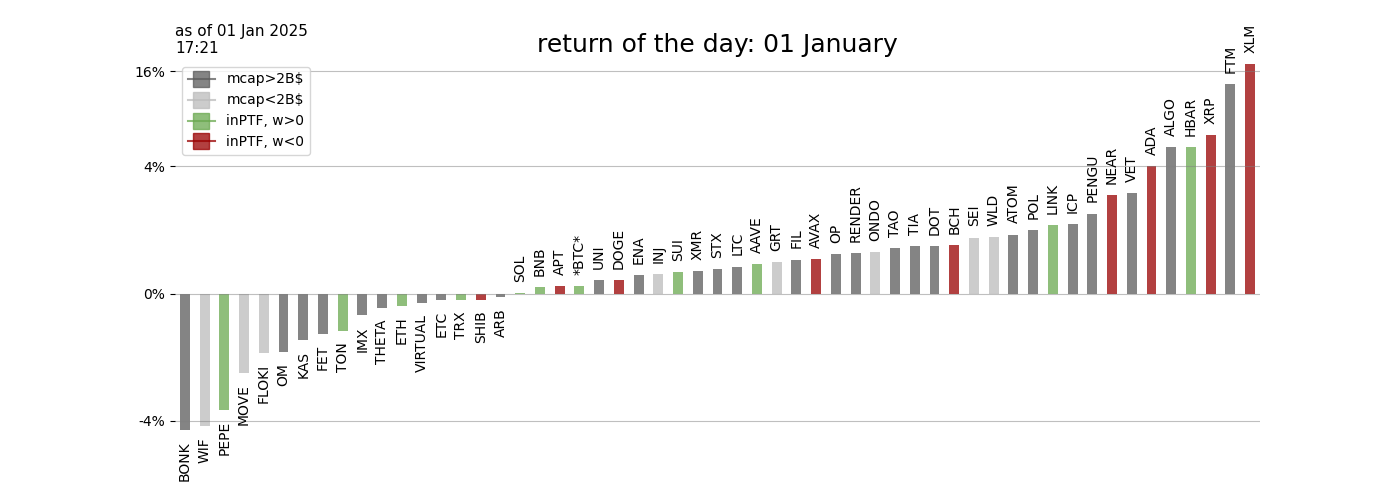 as of 01 Jan 2025
17:21
return of the day: 01 January
mcap>2B$
mcap<2B$
inPTF, w>0
inPTF, w<0
16%
4%
0%
-4%
BONK
WIF
PEPE
MOVE
FLOKI
OM
KAS
FET
TON
IMX
THETA
ETH
VIRTUAL
ETC
TRX
SHIB
ARB
SOL
BNB
APT
*BTC*
UNI
DOGE
ENA
INJ
SUI
XMR
STX
LTC
AAVE
GRT
FIL
AVAX
OP
RENDER
ONDO
TAO
TIA
DOT
BCH
SEI
WLD
ATOM
POL
LINK
ICP
PENGU
NEAR
VET
ADA
ALGO
HBAR
XRP
FTM
XLM